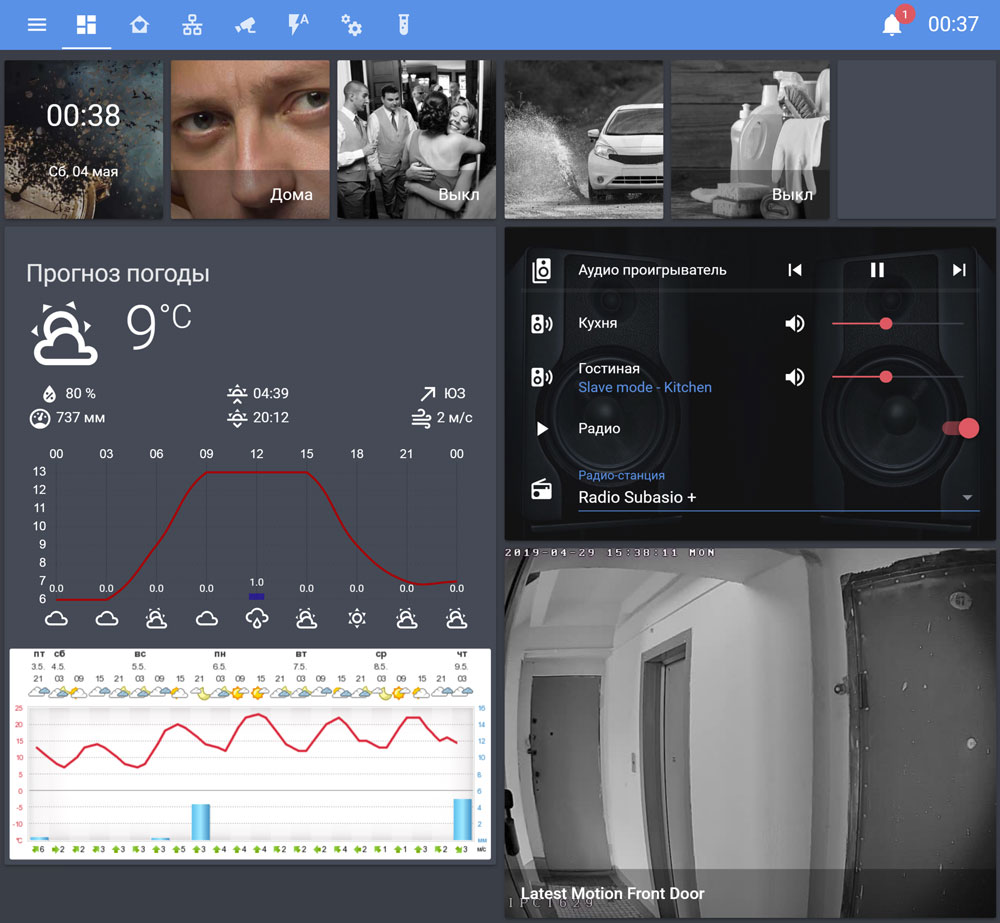 1
00:37
00:38
Сб, 04 мая
Дома
Выкл
Выкл
Прогноз погоды
9 °C
80 %
04:39
ЮЗ
737 мм
20:12
2 м/с
00 03 06 09 12 15 18 21 00
13
12
11
10
9
8
7
6
0.0 0.0 0.0 0.0 1.0 0.0 0.0 0.0 0.0
пт сб вс пн вт ср чт
3.5. 4.5. 5.5. 6.5. 7.5. 8.5. 9.5.
21 03 09 15 21 03 09 15 21 03 09 15 21 03 09 15 21 03 09 15 21 03
25 16
20 14
15 12
10 10
5 8
0 6
-5 4
-10 2
°C мм
6 2 2 3 3 3 3 5 3 4 4 4 2 2 2 4 2 1 1 3 2 3 м/с
Аудио проигрыватель
Кухня
Гостиная
Slave mode - Kitchen
Радио
Радио-станция
Radio Subasio +
2019-04-29 15:38:11 MON
Latest Motion Front Door
IPC1629